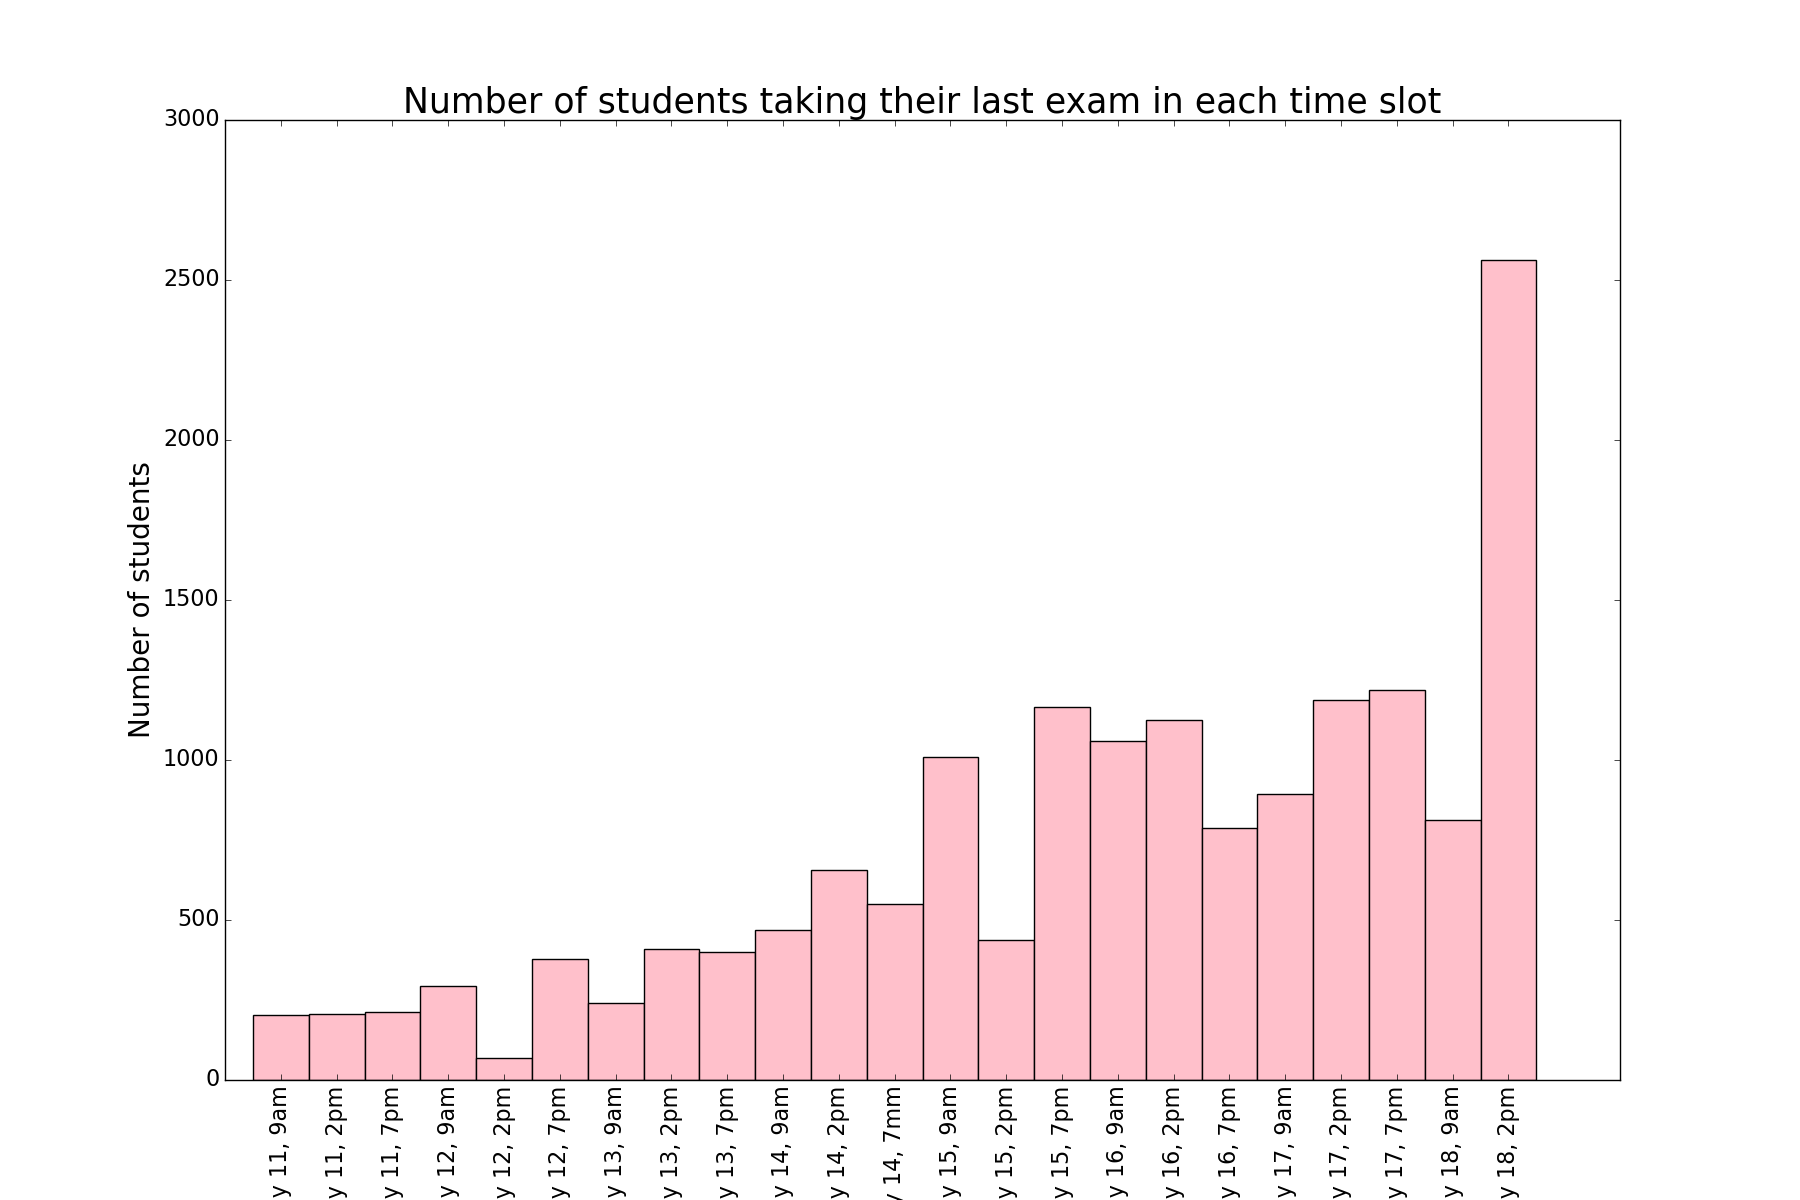 Number of students taking their last exam in each time slot
3000
2500
2000
1500
1000
500
0
Number of students
y 11, 9am
y 11, 2pm
y 11, 7pm
y 12, 9am
y 12, 2pm
y 12, 7pm
y 13, 9am
y 13, 2pm
y 13, 7pm
y 14, 9am
y 14, 2pm
y 14, 7mm
y 15, 9am
y 15, 2pm
y 15, 7pm
y 16, 9am
y 16, 2pm
y 16, 7pm
y 17, 9am
y 17, 2pm
y 17, 7pm
y 18, 9am
y 18, 2pm